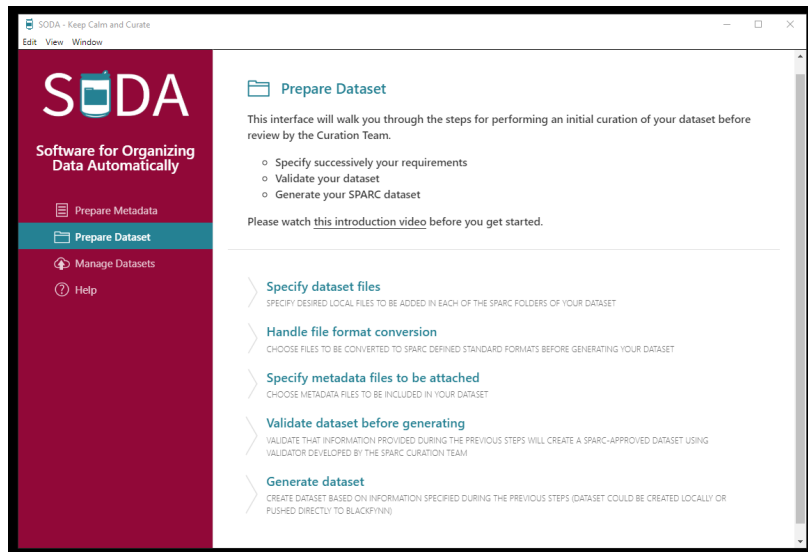 SODA - Keep Calm and Curate
Edit View Window
SODA
Software for Organizing
Data Automatically
Prepare Metadata
Prepare Dataset
Manage Datasets
Help
Prepare Dataset
This interface will walk you through the steps for performing an initial curation of your dataset before
review by the Curation Team.
Specify successively your requirements
Validate your dataset
Generate your SPARC dataset
Please watch this introduction video before you get started.
Specify dataset files
SPECIFY DESIRED LOCAL FILES TO BE ADDED IN EACH OF THE SPARC FOLDERS OF YOUR DATASET
Handle file format conversion
CHOOSE FILES TO BE CONVERTED TO SPARC DEFINED STANDARD FORMATS BEFORE GENERATING YOUR DATASET
Specify metadata files to be attached
CHOOSE METADATA FILES TO BE INCLUDED IN YOUR DATASET
Validate dataset before generating
VALIDATE THAT INFORMATION PROVIDED DURING THE PREVIOUS STEPS WILL CREATE A SPARC-APPROVED DATASET USING
VALIDATOR DEVELOPED BY THE SPARC CURATION TEAM
Generate dataset
CREATE DATASET BASED ON INFORMATION SPECIFIED DURING THE PREVIOUS STEPS (DATASET COULD BE CREATED LOCALLY OR
PUSHED DIRECTLY TO BLACKFYNN)